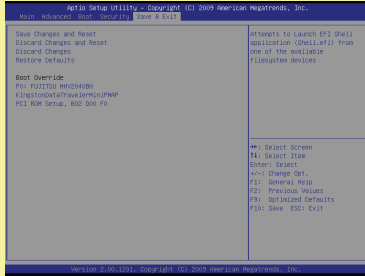 Aptio Setup Utility – Copyright (C) 2009 American Megatrends, Inc.
Main Advanced Boot Security Save & Exit
Save Changes and Reset
Discard Changes and Reset
Discard Changes
Restore Defaults
Boot Override
P0: FUJITSU MHV2040BH
KingstonDataTravelerMiniPMAP
PCI ROM Setup, B02 D00 F0
Attempts to Launch EFI Shell
application (Shell.efi) from
one of the available
filesystem devices
→←: Select Screen
↑↓: Select Item
Enter: Select
+/-: Change Opt.
F1: General Help
F2: Previous Values
F9: Optimized Defaults
F10: Save ESC: Exit
Version 2.00.1201. Copyright (C) 2009 American Megatrends, Inc.